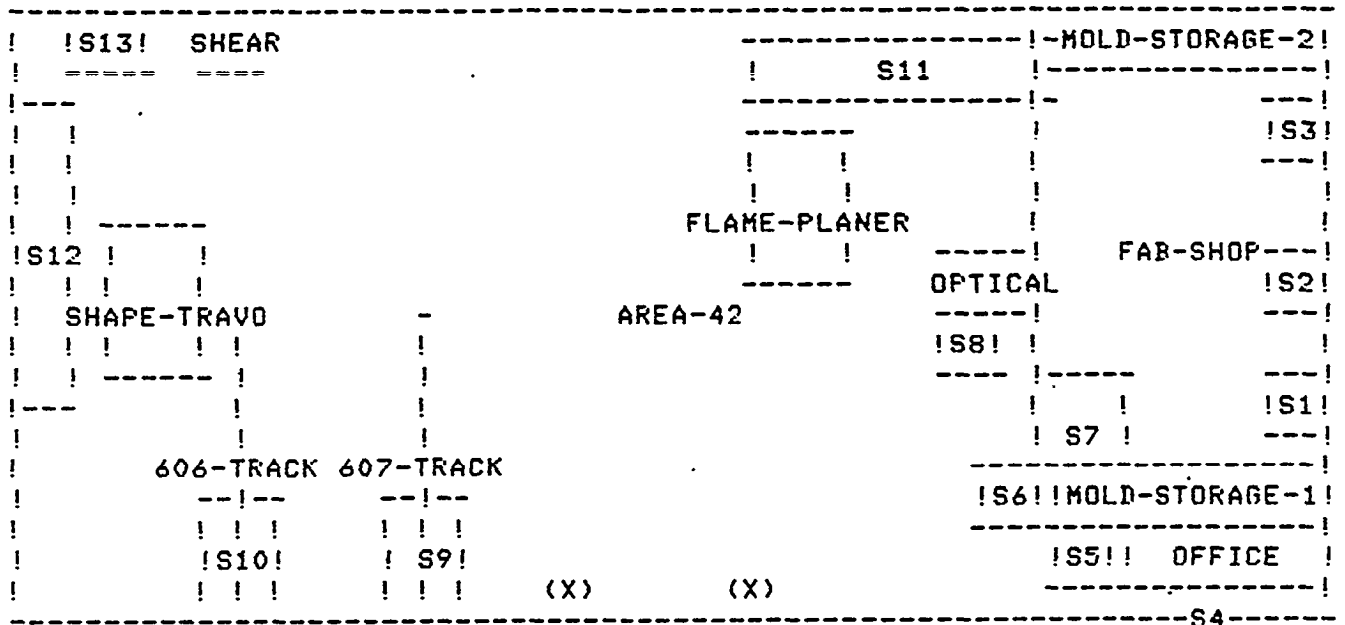 S13 SHEAR
MOLD-STORAGE-2
S11
S3
FLAME-PLANER
S12 FAB-SHOP
OPTICAL S2
SHAPE-TRAVO AREA-42
S8
S1
S7
606-TRACK 607-TRACK
S6 MOLD-STORAGE-1
S10 S9 S5 OFFICE
(X) (X)
S4